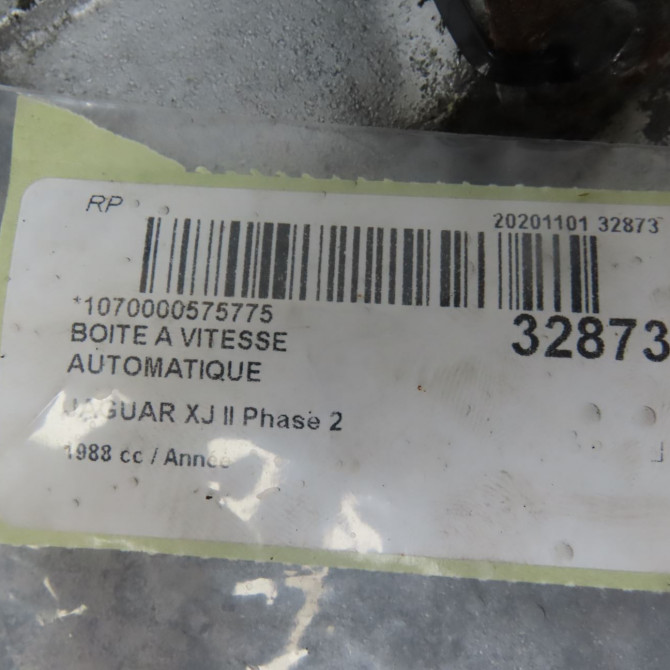 RP
20201101 32873
*1070000575775
32873
BOITE A VITESSE
AUTOMATIQUE
JAGUAR XJ II Phase 2
1988 cc / Année